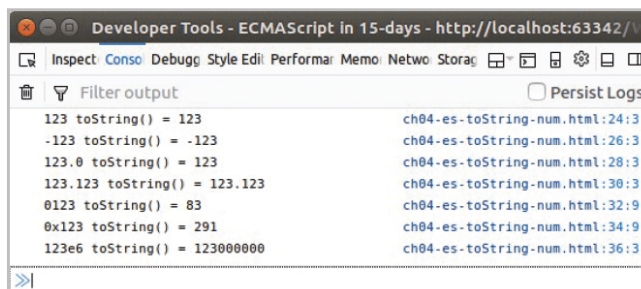 Developer Tools - ECMAScript in 15-days - http://localhost:63342/
Inspect Conso Debugg Style Edit Performar Memo Netwo Storag
Filter output Persist Logs
123 toString() = 123 ch04-es-toString-num.html:24:3
-123 toString() = -123 ch04-es-toString-num.html:26:3
123.0 toString() = 123 ch04-es-toString-num.html:28:3
123.123 toString() = 123.123 ch04-es-toString-num.html:30:3
0123 toString() = 83 ch04-es-toString-num.html:32:9
0x123 toString() = 291 ch04-es-toString-num.html:34:9
123e6 toString() = 123000000 ch04-es-toString-num.html:36:3